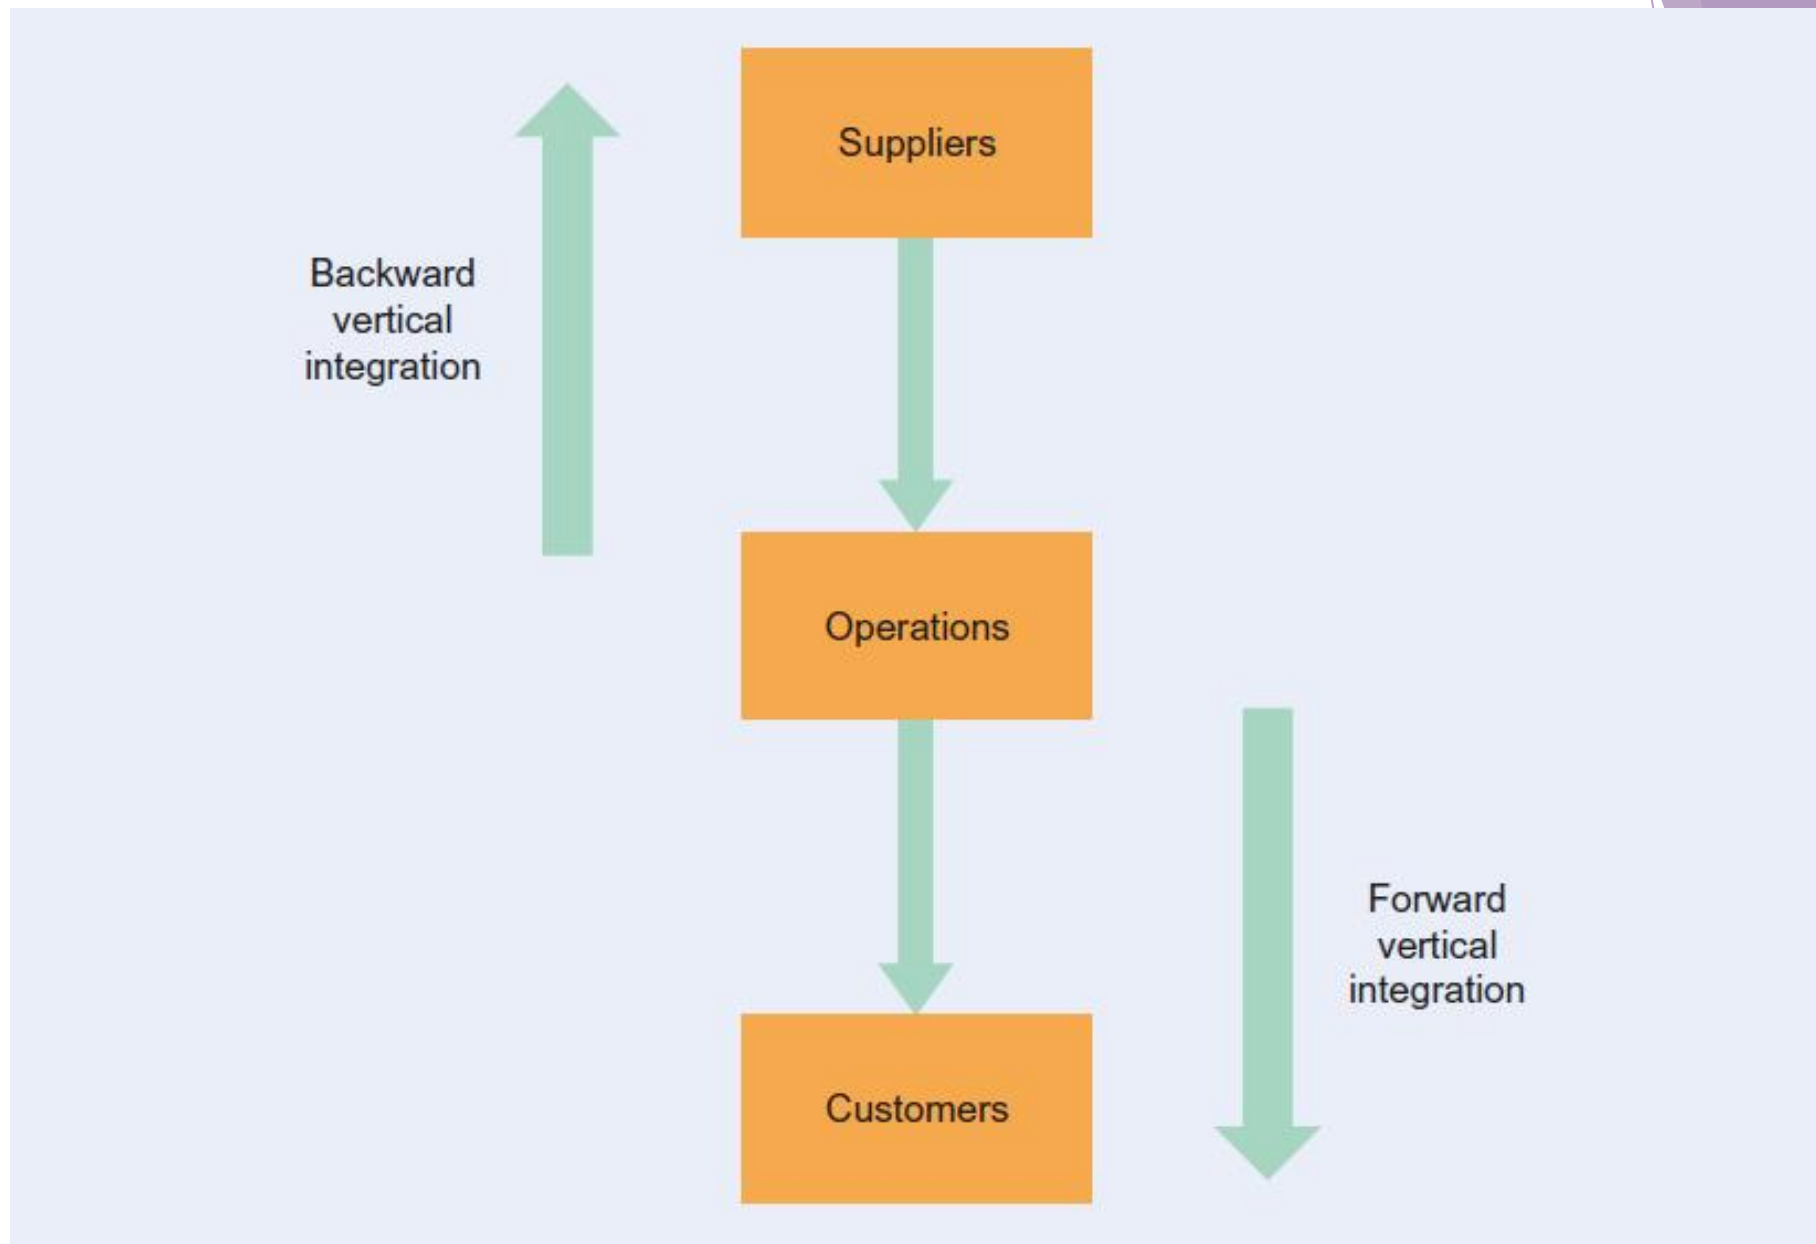 Suppliers
Backward
vertical
integration
Operations
Forward
vertical
integration
Customers